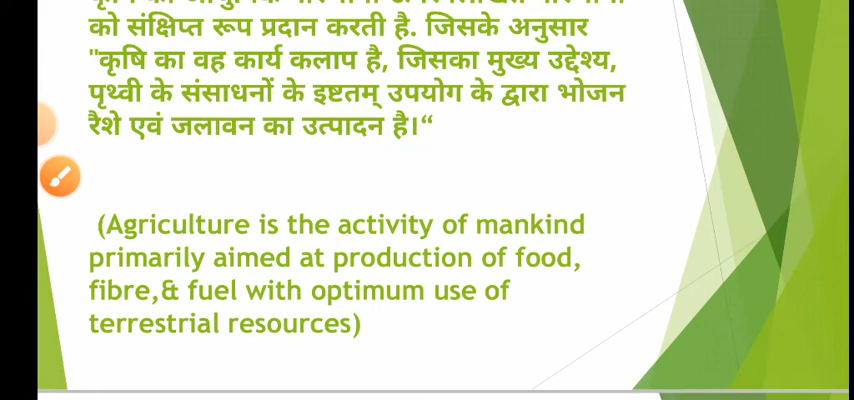 को संक्षिप्त रूप प्रदान करती है. जिसके अनुसार
"कृषि का वह कार्य कलाप है, जिसका मुख्य उद्देश्य,
पृथ्वी के संसाधनों के इष्टतम् उपयोग के द्वारा भोजन
रैशे एवं जलावन का उत्पादन है।“
(Agriculture is the activity of mankind
primarily aimed at production of food,
fibre,& fuel with optimum use of
terrestrial resources)